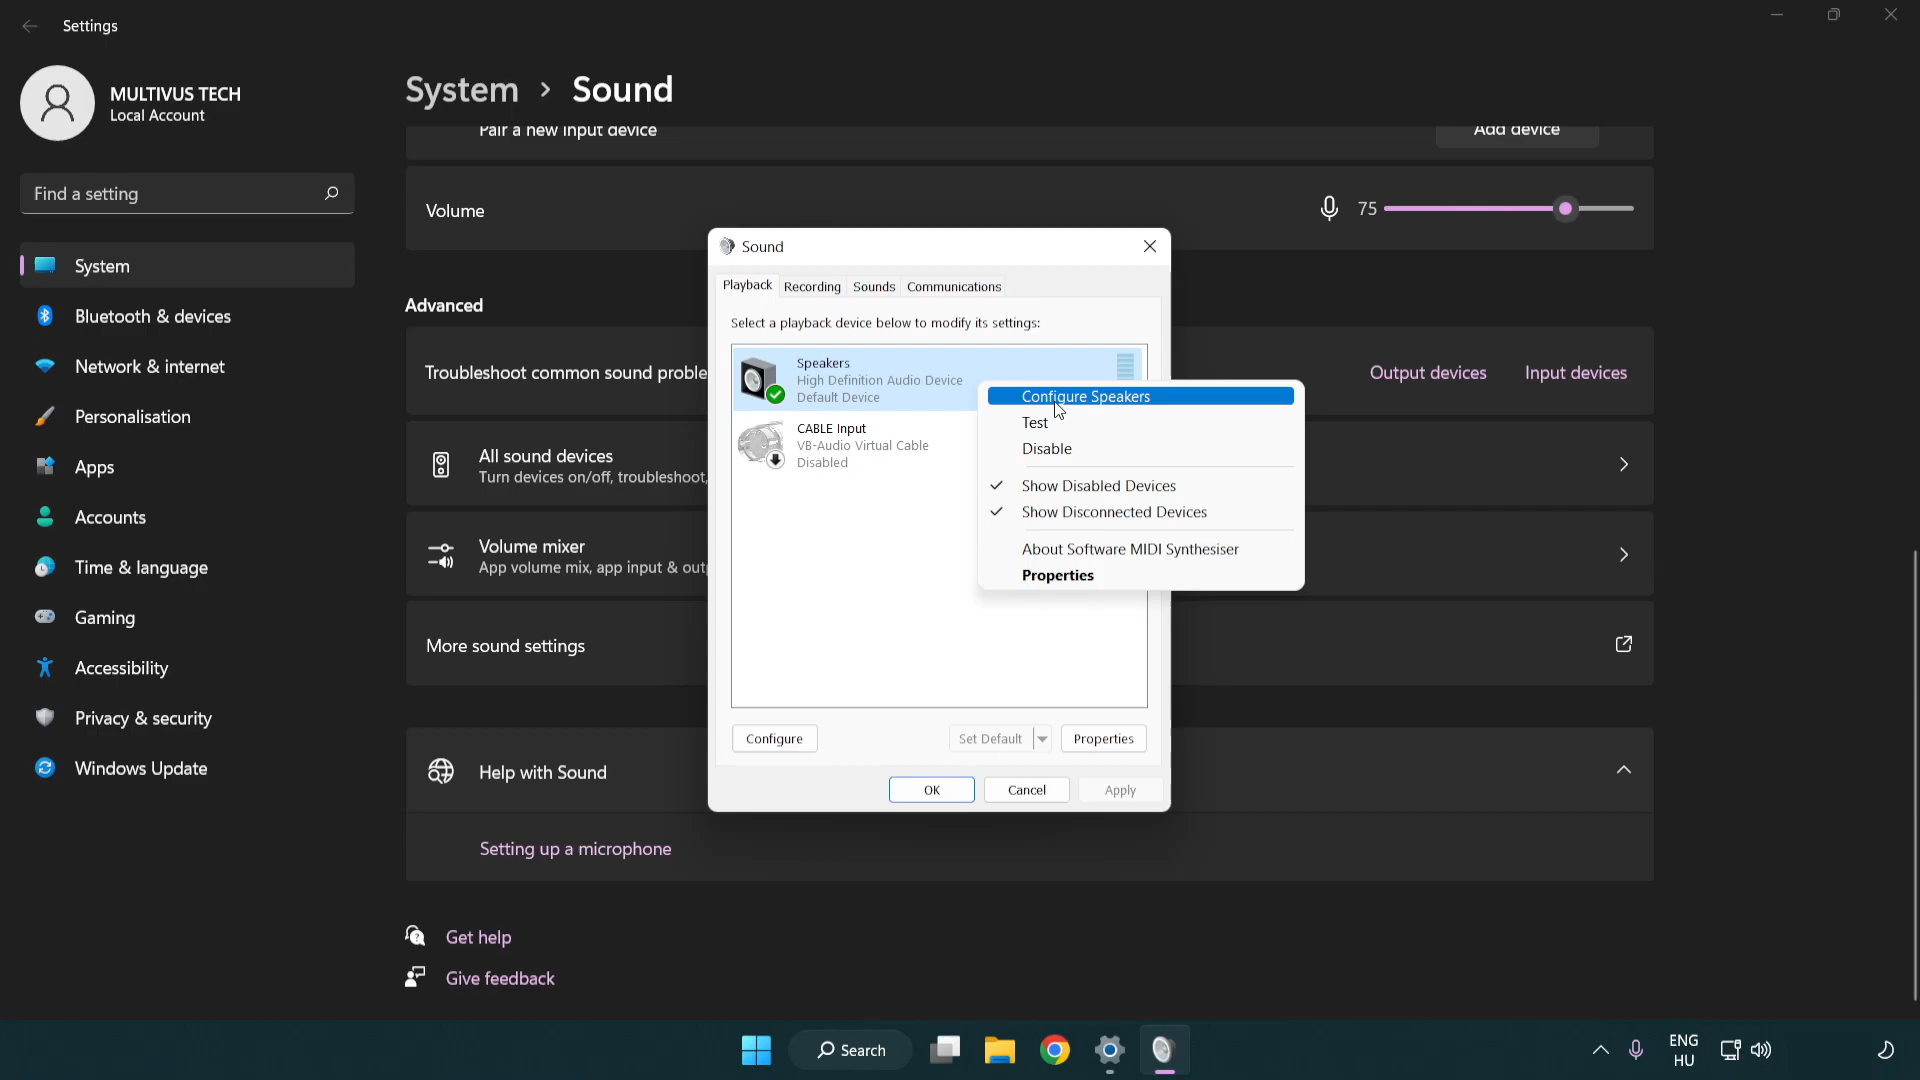 Settings
MULTIVUS TECH
Local Account
Find a setting
System
Bluetooth & devices
Network & internet
Personalisation
Apps
Accounts
Time & language
Gaming
Accessibility
Privacy & security
Windows Update
System › Sound
Pair a new input device
Add device
Volume
75
Advanced
Troubleshoot common sound proble
Output devices
Input devices
All sound devices
Turn devices on/off, troubleshoot,
Volume mixer
App volume mix, app input & out
More sound settings
Help with Sound
Setting up a microphone
Get help
Give feedback
Sound
Playback
Recording
Sounds
Communications
Select a playback device below to modify its settings:
Speakers
High Definition Audio Device
Default Device
CABLE Input
VB-Audio Virtual Cable
Disabled
Configure Speakers
Test
Disable
Show Disabled Devices
Show Disconnected Devices
About Software MIDI Synthesiser
Properties
Configure
Set Default
Properties
OK
Cancel
Apply
Search
ENG
HU